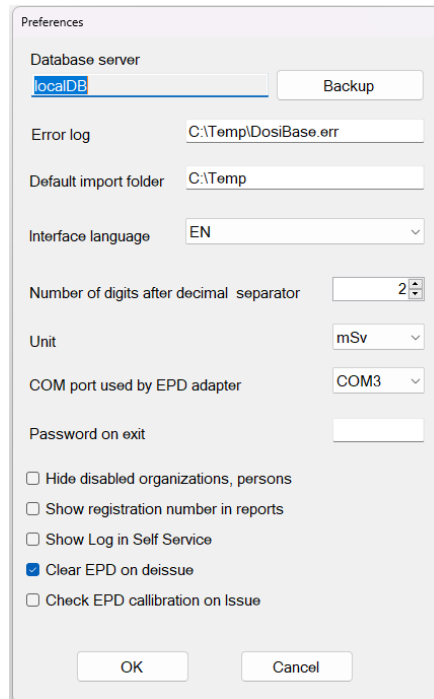 Preferences
Database server
localDB
Backup
Error log
C:\Temp\DosiBase.err
Default import folder
C:\Temp
Interface language
EN
Number of digits after decimal separator
2
Unit
mSv
COM port used by EPD adapter
COM3
Password on exit
Hide disabled organizations, persons
Show registration number in reports
Show Log in Self Service
Clear EPD on deissue
Check EPD callibration on Issue
OK
Cancel